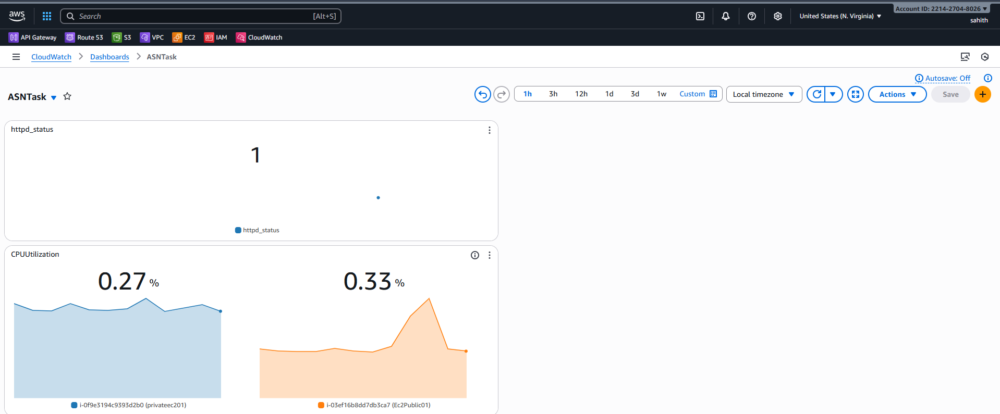 aws
Search [Alt+S]
United States (N. Virginia)
Account ID: 2214-2704-8026
sahith
API Gateway Route 53 S3 VPC EC2 IAM CloudWatch
CloudWatch Dashboards ASNTask
Autosave: Off
ASNTask
1h 3h 12h 1d 3d 1w Custom Local timezone Actions Save
httpd_status
1
httpd_status
CPUUtilization
0.27 % 0.33 %
i-0f9e3194c9393d2b0 (privateec201) i-03ef16b8dd7db3ca7 (Ec2Public01)